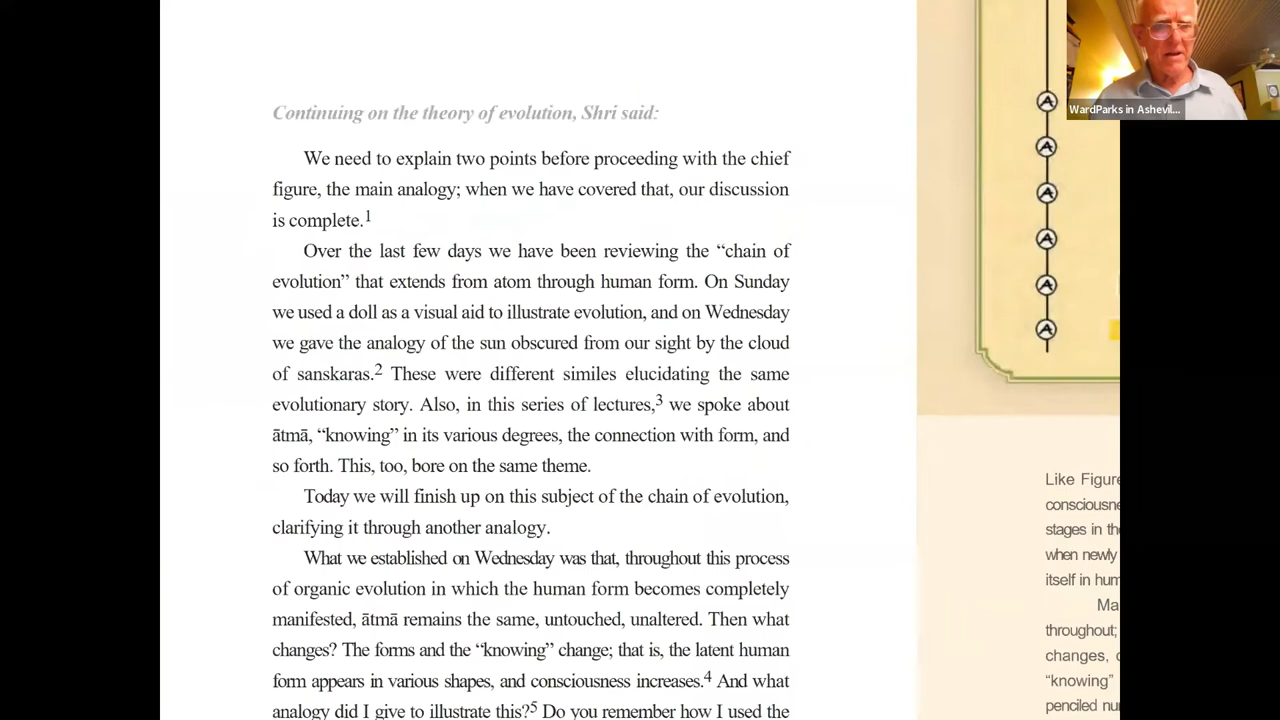 Continuing on the theory of evolution, Shri said:
We need to explain two points before proceeding with the chief
figure, the main analogy; when we have covered that, our discussion
is complete.1
Over the last few days we have been reviewing the “chain of
evolution” that extends from atom through human form. On Sunday
we used a doll as a visual aid to illustrate evolution, and on Wednesday
we gave the analogy of the sun obscured from our sight by the cloud
of sanskaras.2 These were different similes elucidating the same
evolutionary story. Also, in this series of lectures,3 we spoke about
ātmā, “knowing” in its various degrees, the connection with form, and
so forth. This, too, bore on the same theme.
Today we will finish up on this subject of the chain of evolution,
clarifying it through another analogy.
What we established on Wednesday was that, throughout this process
of organic evolution in which the human form becomes completely
manifested, ātmā remains the same, untouched, unaltered. Then what
changes? The forms and the “knowing” change; that is, the latent human
form appears in various shapes, and consciousness increases.4 And what
analogy did I give to illustrate this?5 Do you remember how I used the
WardParks in Ashevil...
A
A
A
A
A
A
Like Figure
consciousne
stages in th
when newly
itself in hum
Ma
throughout;
changes, c
“knowing”
penciled nu